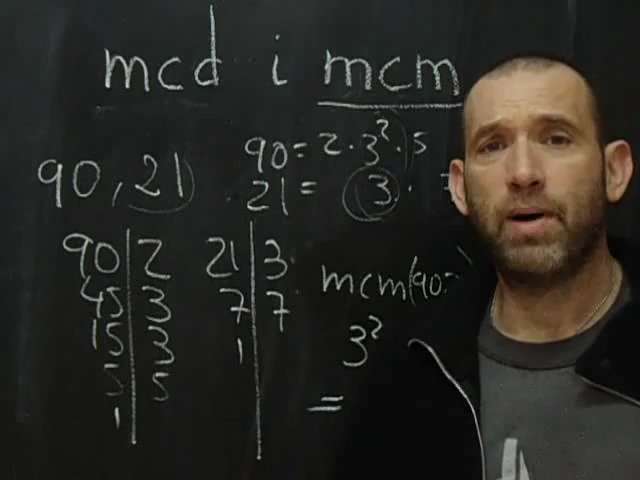 mcd i mcm
90, 21
90 = 2 · 3² · 5
21 = 3 ·
90 | 2
45 | 3
15 | 3
5 | 5
1
21 | 3
7 | 7
1
mcm(90
3²
=